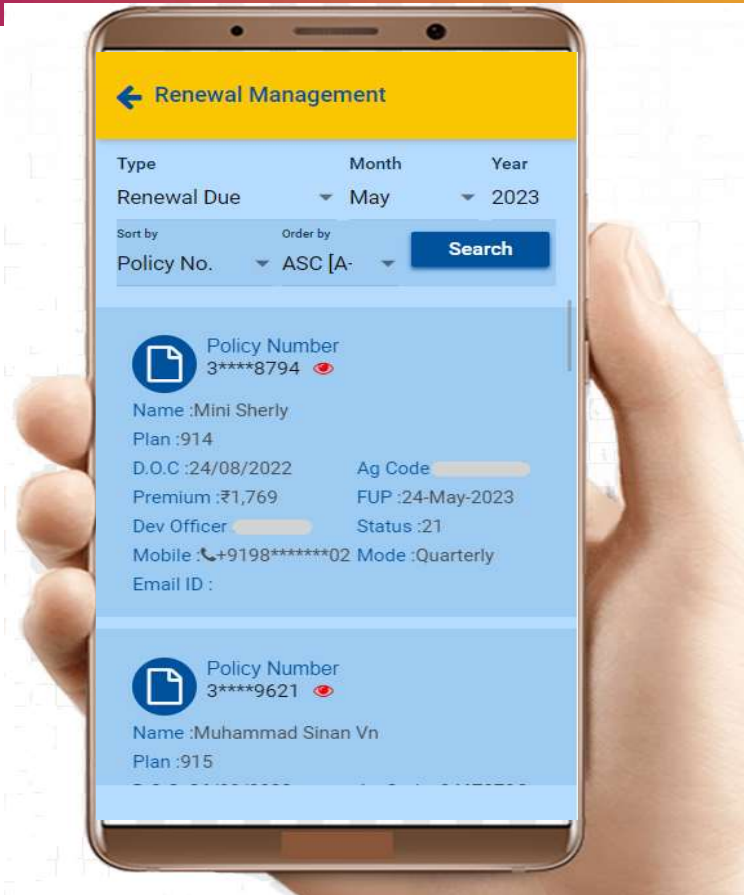 Renewal Management
Type Month Year
Renewal Due May 2023
Sort by Order by
Policy No. ASC [A- Search
Policy Number
3****8794
Name :Mini Sherly
Plan :914
D.O.C :24/08/2022 Ag Code
Premium :₹1,769 FUP :24-May-2023
Dev Officer Status :21
Mobile :+9198*******02 Mode :Quarterly
Email ID :
Policy Number
3****9621
Name :Muhammad Sinan Vn
Plan :915